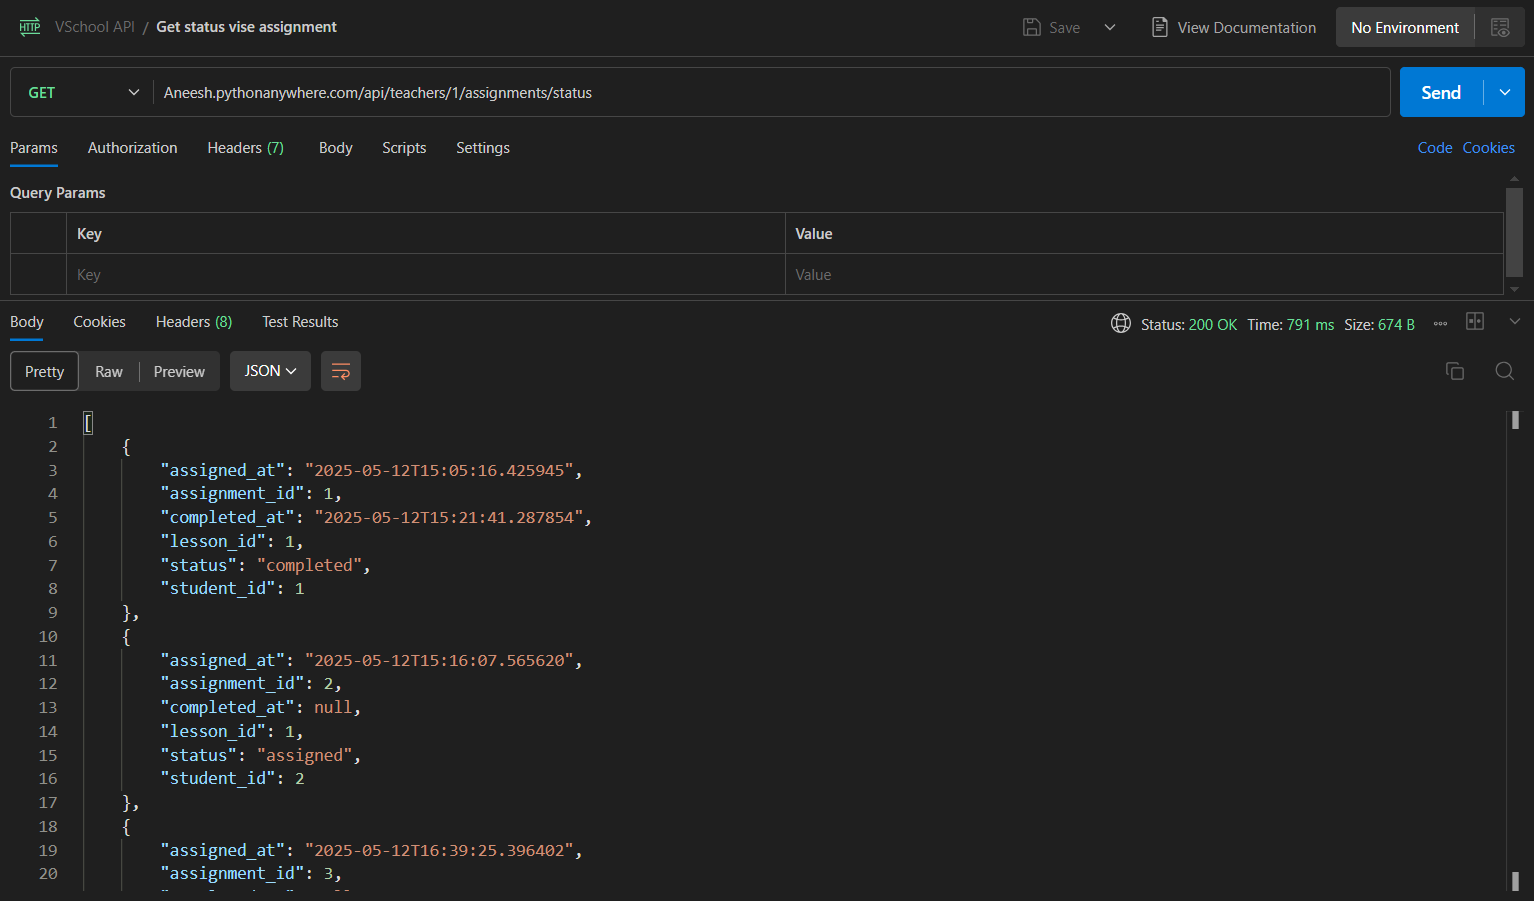 HTTP VSchool API / Get status vise assignment Save View Documentation No Environment
GET Aneesh.pythonanywhere.com/api/teachers/1/assignments/status Send
Params Authorization Headers (7) Body Scripts Settings Code Cookies
Query Params
Key Value
Key Value
Body Cookies Headers (8) Test Results Status: 200 OK Time: 791 ms Size: 674 B
Pretty Raw Preview JSON
1 [
2 {
3 "assigned_at": "2025-05-12T15:05:16.425945",
4 "assignment_id": 1,
5 "completed_at": "2025-05-12T15:21:41.287854",
6 "lesson_id": 1,
7 "status": "completed",
8 "student_id": 1
9 },
10 {
11 "assigned_at": "2025-05-12T15:16:07.565620",
12 "assignment_id": 2,
13 "completed_at": null,
14 "lesson_id": 1,
15 "status": "assigned",
16 "student_id": 2
17 },
18 {
19 "assigned_at": "2025-05-12T16:39:25.396402",
20 "assignment_id": 3,